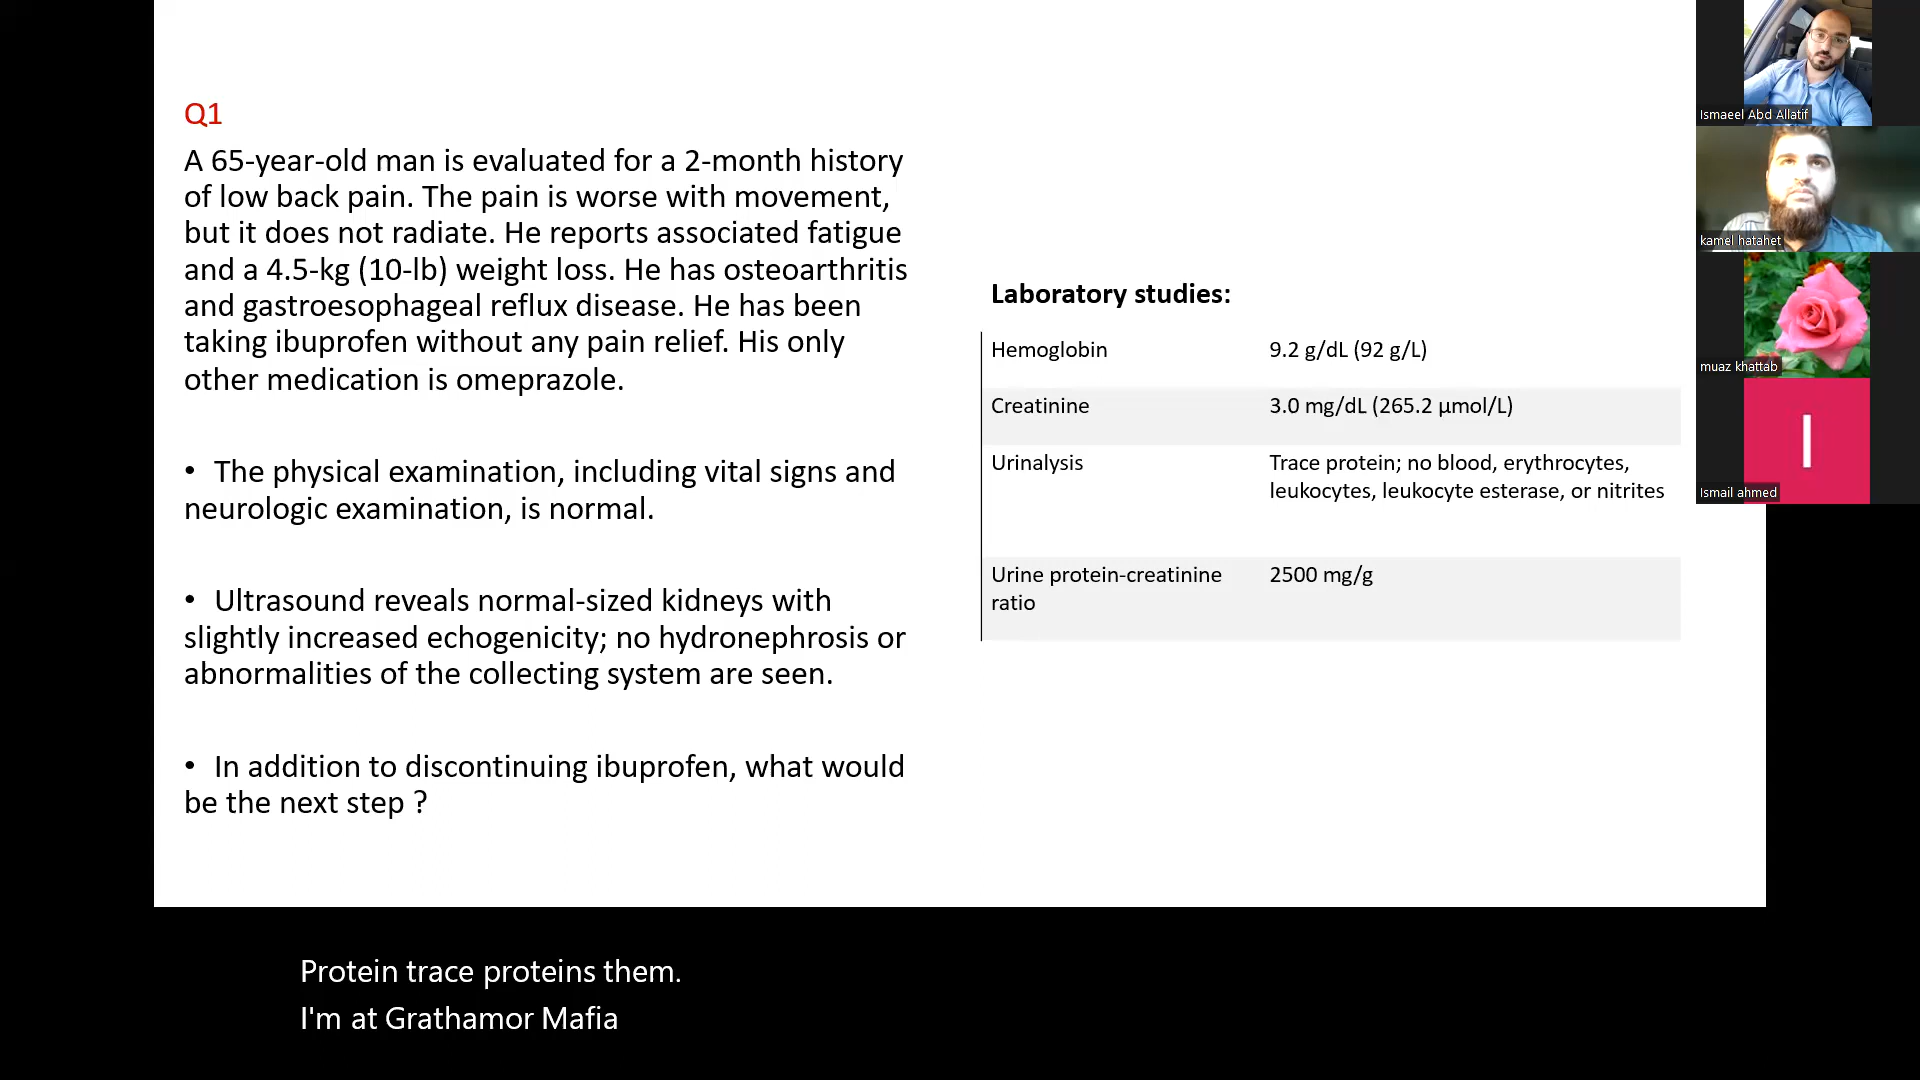 Q1
A 65-year-old man is evaluated for a 2-month history
of low back pain. The pain is worse with movement,
but it does not radiate. He reports associated fatigue
and a 4.5-kg (10-lb) weight loss. He has osteoarthritis
and gastroesophageal reflux disease. He has been
taking ibuprofen without any pain relief. His only
other medication is omeprazole.
• The physical examination, including vital signs and
neurologic examination, is normal.
• Ultrasound reveals normal-sized kidneys with
slightly increased echogenicity; no hydronephrosis or
abnormalities of the collecting system are seen.
• In addition to discontinuing ibuprofen, what would
be the next step ?
Laboratory studies:
Hemoglobin 9.2 g/dL (92 g/L)
Creatinine 3.0 mg/dL (265.2 µmol/L)
Urinalysis Trace protein; no blood, erythrocytes,
leukocytes, leukocyte esterase, or nitrites
Urine protein-creatinine 2500 mg/g
ratio
Ismaeel Abd Allatif
kamel hatahet
muaz khattab
I
Ismail ahmed
Protein trace proteins them.
I'm at Grathamor Mafia